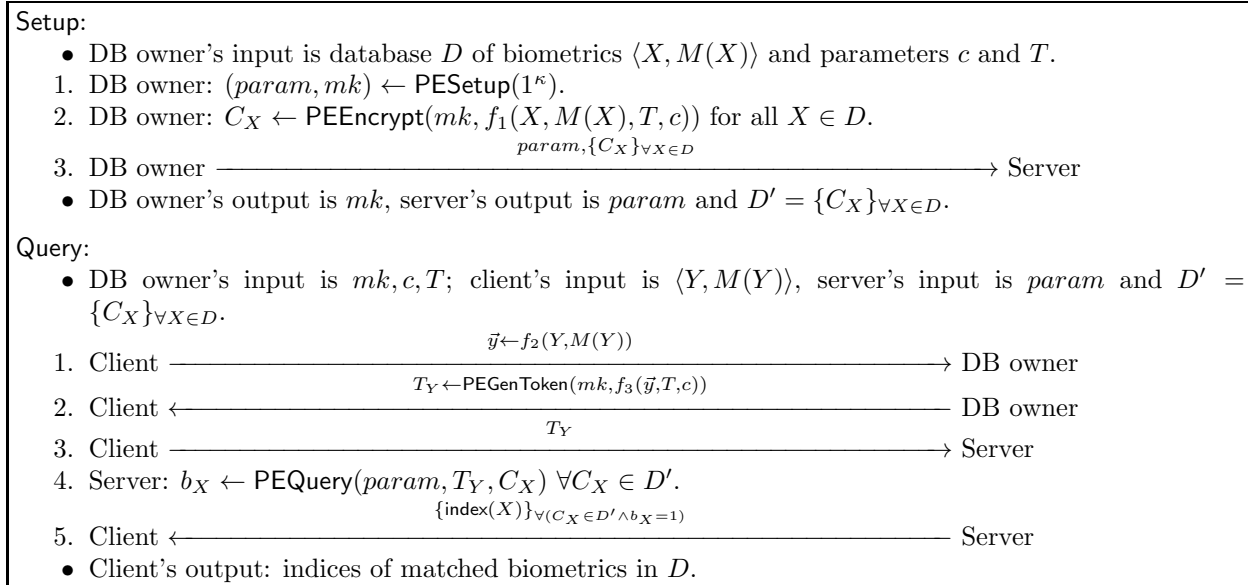 Setup:
• DB owner's input is database D of biometrics ⟨X, M(X)⟩ and parameters c and T.
1. DB owner: (param, mk) ← PESetup(1^κ).
2. DB owner: C_X ← PEEncrypt(mk, f_1(X, M(X), T, c)) for all X ∈ D.
param,{C_X}_{∀X∈D}
3. DB owner ⟶ Server
• DB owner's output is mk, server's output is param and D′ = {C_X}_{∀X∈D}.
Query:
• DB owner's input is mk, c, T; client's input is ⟨Y, M(Y)⟩, server's input is param and D′ =
{C_X}_{∀X∈D}.
y⃗←f_2(Y,M(Y))
1. Client ⟶ DB owner
T_Y←PEGenToken(mk,f_3(y⃗,T,c))
2. Client ⟵ DB owner
T_Y
3. Client ⟶ Server
4. Server: b_X ← PEQuery(param, T_Y, C_X) ∀C_X ∈ D′.
{index(X)}_{∀(C_X∈D′∧b_X=1)}
5. Client ⟵ Server
• Client's output: indices of matched biometrics in D.